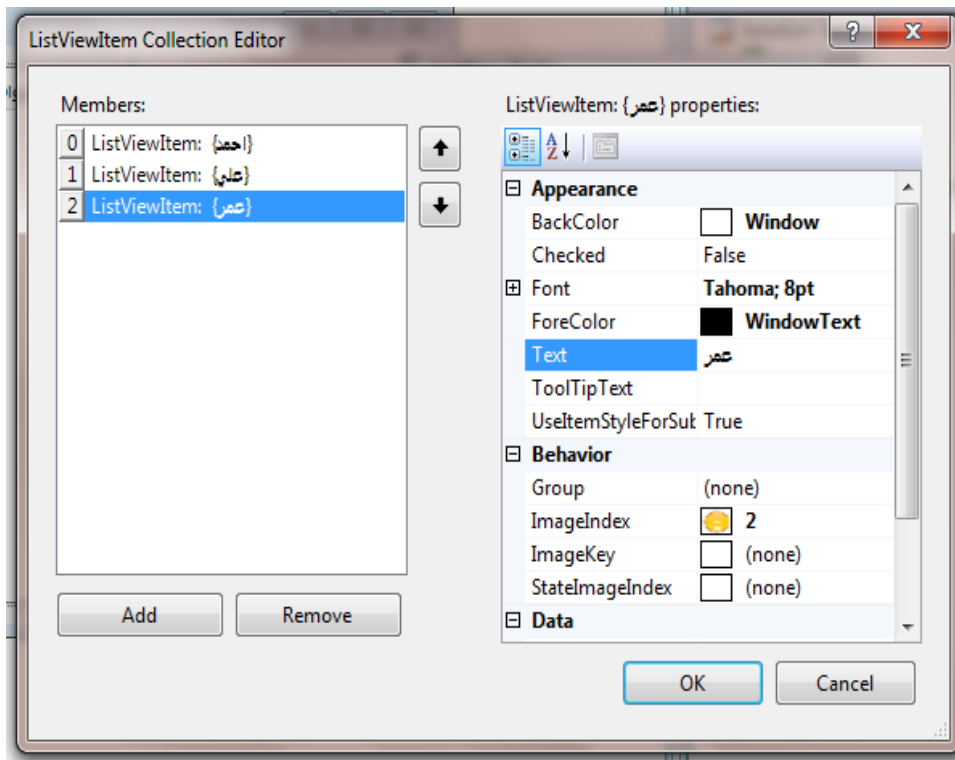 ListViewItem Collection Editor
?
X
Members:
0 ListViewItem: {احمد}
1 ListViewItem: {علي}
2 ListViewItem: {عمر}
Add
Remove
ListViewItem: {عمر} properties:
Appearance
BackColor Window
Checked False
Font Tahoma; 8pt
ForeColor WindowText
Text عمر
ToolTipText
UseItemStyleForSub True
Behavior
Group (none)
ImageIndex 2
ImageKey (none)
StateImageIndex (none)
Data
OK
Cancel